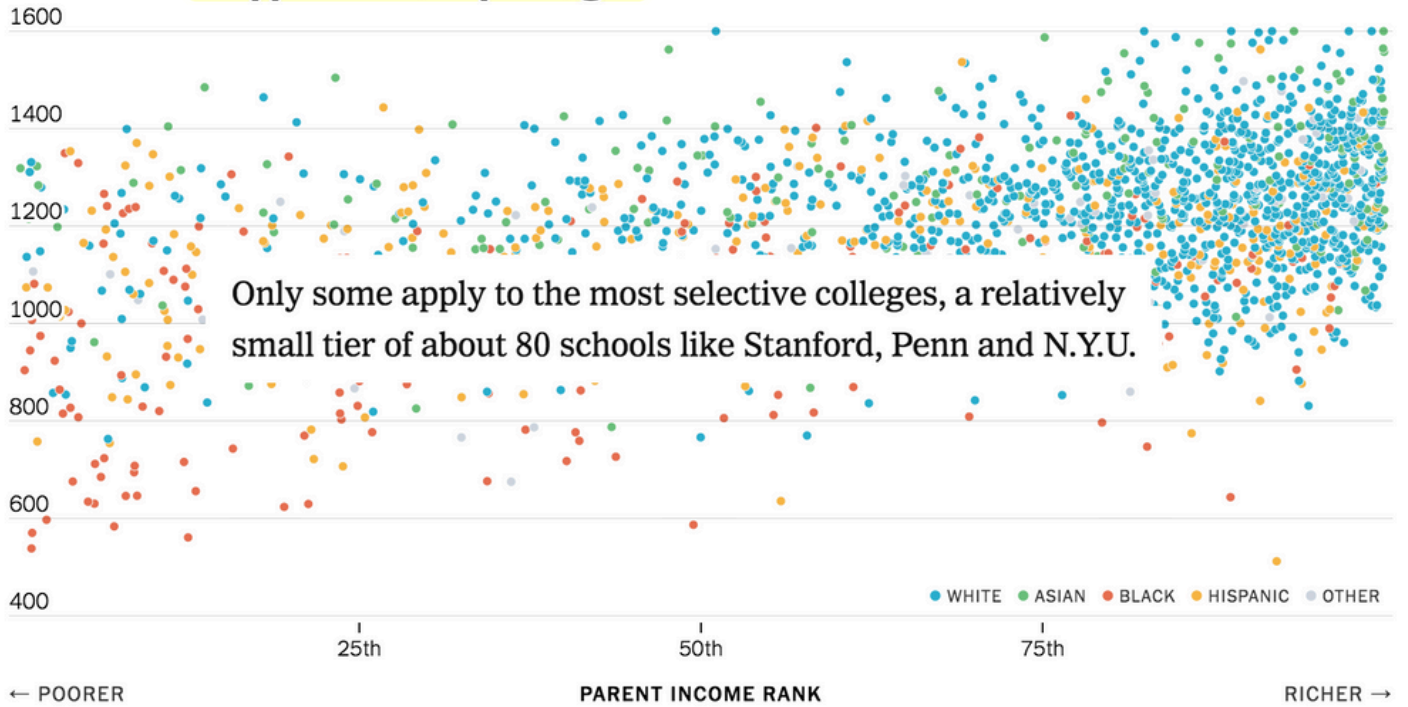 1600
1400
1200
1000
800
600
400
Only some apply to the most selective colleges, a relatively
small tier of about 80 schools like Stanford, Penn and N.Y.U.
WHITE ASIAN BLACK HISPANIC OTHER
25th 50th 75th
← POORER PARENT INCOME RANK RICHER →